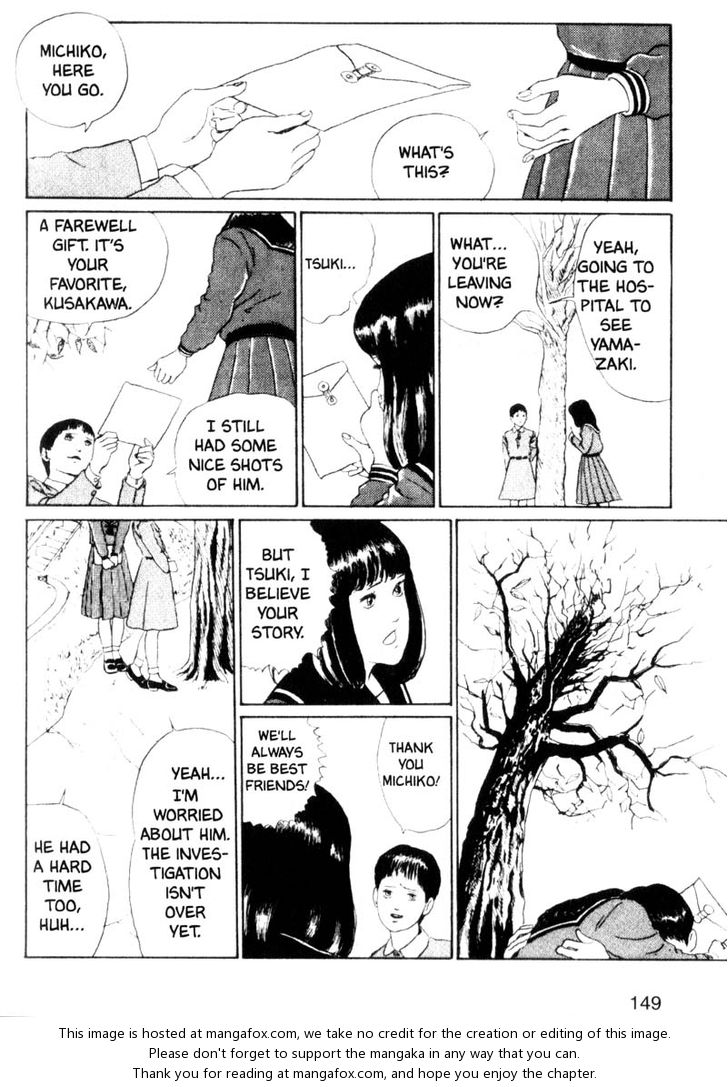 MICHIKO,
HERE
YOU GO.
WHAT'S
THIS?
A FAREWELL
GIFT. IT'S
YOUR
FAVORITE,
KUSAKAWA.
I STILL
HAD SOME
NICE SHOTS
OF HIM.
TSUKI...
WHAT...
YOU'RE
LEAVING
NOW?
YEAH,
GOING TO
THE HOS-
PITAL TO
SEE
YAMA-
ZAKI.
HE HAD
A HARD
TIME
TOO,
HUH...
YEAH...
I'M
WORRIED
ABOUT HIM.
THE INVES-
TIGATION
ISN'T
OVER
YET.
BUT
TSUKI, I
BELIEVE
YOUR
STORY.
WE'LL
ALWAYS
BE BEST
FRIENDS!
THANK
YOU
MICHIKO!
149
This image is hosted at mangafox.com, we take no credit for the creation or editing of this image.
Please don't forget to support the mangaka in any way that you can.
Thank you for reading at mangafox.com, and hope you enjoy the chapter.